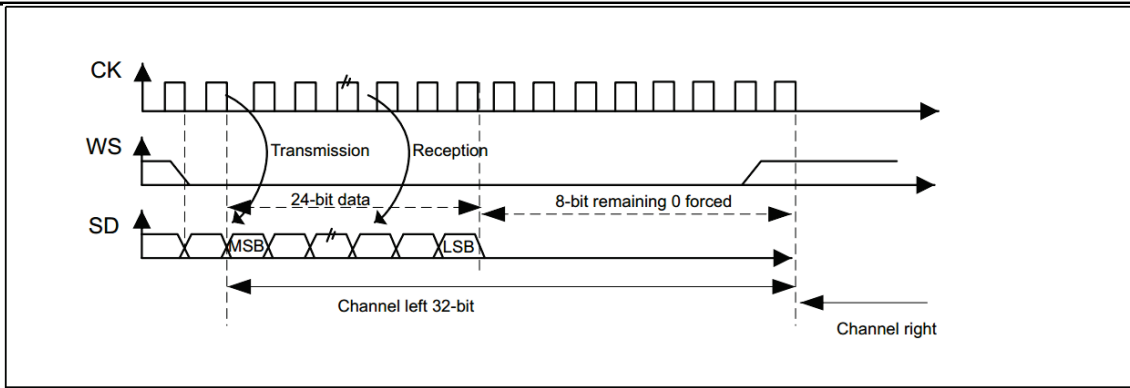 CK
WS
Transmission
Reception
24-bit data
8-bit remaining 0 forced
SD
MSB
LSB
Channel left 32-bit
Channel right